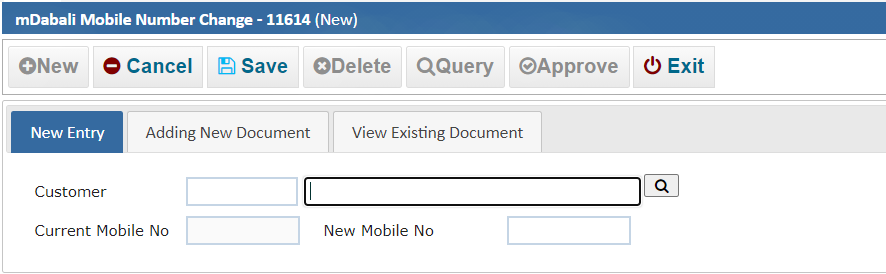 mDabali Mobile Number Change - 11614 (New)
New Cancel Save Delete Query Approve Exit
New Entry Adding New Document View Existing Document
Customer
Current Mobile No New Mobile No